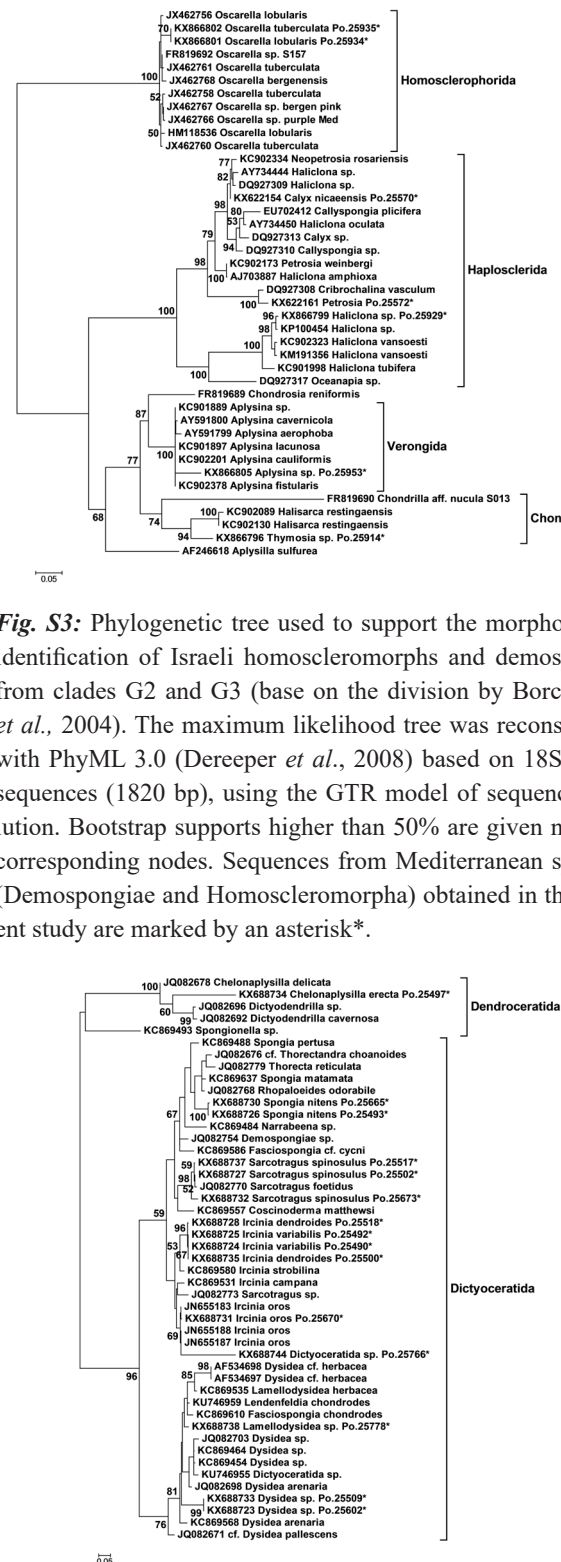 JX462756 Oscarella lobularis
70
KX866802 Oscarella tuberculata Po.25935*
KX866801 Oscarella lobularis Po.25934*
FR819692 Oscarella sp. S157
JX462761 Oscarella tuberculata
100
JX462768 Oscarella bergenensis
Homosclerophorida
JX462758 Oscarella tuberculata
52
JX462767 Oscarella sp. bergen pink
JX462766 Oscarella sp. purple Med
50
HM118536 Oscarella lobularis
JX462760 Oscarella tuberculata
77
KC902334 Neopetrosia rosariensis
82
AY734444 Haliclona sp.
DQ927309 Haliclona sp.
98
KX622154 Calyx nicaeensis Po.25570*
80
EU702412 Callyspongia plicifera
53
AY734450 Haliclona oculata
79
DQ927313 Calyx sp.
94
DQ927310 Callyspongia sp.
98
KC902173 Petrosia weinbergi
Haplosclerida
100
AJ703887 Haliclona amphioxa
DQ927308 Cribrochalina vasculum
100
KX622161 Petrosia Po.25572*
100
96
KX866799 Haliclona sp. Po.25929*
98
KP100454 Haliclona sp.
KC902323 Haliclona vansoesti
100
KM191356 Haliclona vansoesti
KC901998 Haliclona tubifera
100
DQ927317 Oceanapia sp.
FR819689 Chondrosia reniformis
87
KC901889 Aplysina sp.
AY591800 Aplysina cavernicola
AY591799 Aplysina aerophoba
100
KC901897 Aplysina lacunosa
Verongida
77
KC902201 Aplysina cauliformis
KX866805 Aplysina sp. Po.25953*
KC902378 Aplysina fistularis
FR819690 Chondrilla aff. nucula S013
68
74
100
KC902089 Halisarca restingaensis
KC902130 Halisarca restingaensis
Chon
94
KX866796 Thymosia sp. Po.25914*
AF246618 Aplysilla sulfurea
0.05
Fig. S3: Phylogenetic tree used to support the morpho
identification of Israeli homoscleromorphs and demos
from clades G2 and G3 (base on the division by Borc
et al., 2004). The maximum likelihood tree was recons
with PhyML 3.0 (Dereeper et al., 2008) based on 18S
sequences (1820 bp), using the GTR model of sequenc
lution. Bootstrap supports higher than 50% are given n
corresponding nodes. Sequences from Mediterranean s
(Demospongiae and Homoscleromorpha) obtained in th
ent study are marked by an asterisk*.
100
JQ082678 Chelonaplysilla delicata
KX688734 Chelonaplysilla erecta Po.25497*
60
JQ082696 Dictyodendrilla sp.
Dendroceratida
99
JQ082692 Dictyodendrilla cavernosa
KC869493 Spongionella sp.
KC869488 Spongia pertusa
JQ082676 cf. Thorectandra choanoides
JQ082779 Thorecta reticulata
KC869637 Spongia matamata
JQ082768 Rhopaloeides odorabile
KX688730 Spongia nitens Po.25665*
67
100
KX688726 Spongia nitens Po.25493*
KC869484 Narrabeena sp.
JQ082754 Demospongiae sp.
KC869586 Fasciospongia cf. cycni
59
KX688737 Sarcotragus spinosulus Po.25517*
98
KX688727 Sarcotragus spinosulus Po.25502*
52
JQ082770 Sarcotragus foetidus
KX688732 Sarcotragus spinosulus Po.25673*
59
KC869557 Coscinoderma matthewsi
96
KX688728 Ircinia dendroides Po.25518*
KX688725 Ircinia variabilis Po.25492*
53
KX688724 Ircinia variabilis Po.25490*
67
KX688735 Ircinia dendroides Po.25500*
KC869580 Ircinia strobilina
KC869531 Ircinia campana
Dictyoceratida
JQ082773 Sarcotragus sp.
JN655183 Ircinia oros
KX688731 Ircinia oros Po.25670*
69
JN655188 Ircinia oros
JN655187 Ircinia oros
KX688744 Dictyoceratida sp. Po.25766*
96
98
AF534698 Dysidea cf. herbacea
85
AF534697 Dysidea cf. herbacea
KC869535 Lamellodysidea herbacea
KU746959 Lendenfeldia chondrodes
KC869610 Fasciospongia chondrodes
KX688738 Lamellodysidea sp. Po.25778*
JQ082703 Dysidea sp.
KC869464 Dysidea sp.
KC869454 Dysidea sp.
KU746955 Dictyoceratida sp.
81
JQ082698 Dysidea arenaria
KX688733 Dysidea sp. Po.25509*
99
KX688723 Dysidea sp. Po.25602*
76
KC869568 Dysidea arenaria
JQ082671 cf. Dysidea pallescens
0.05